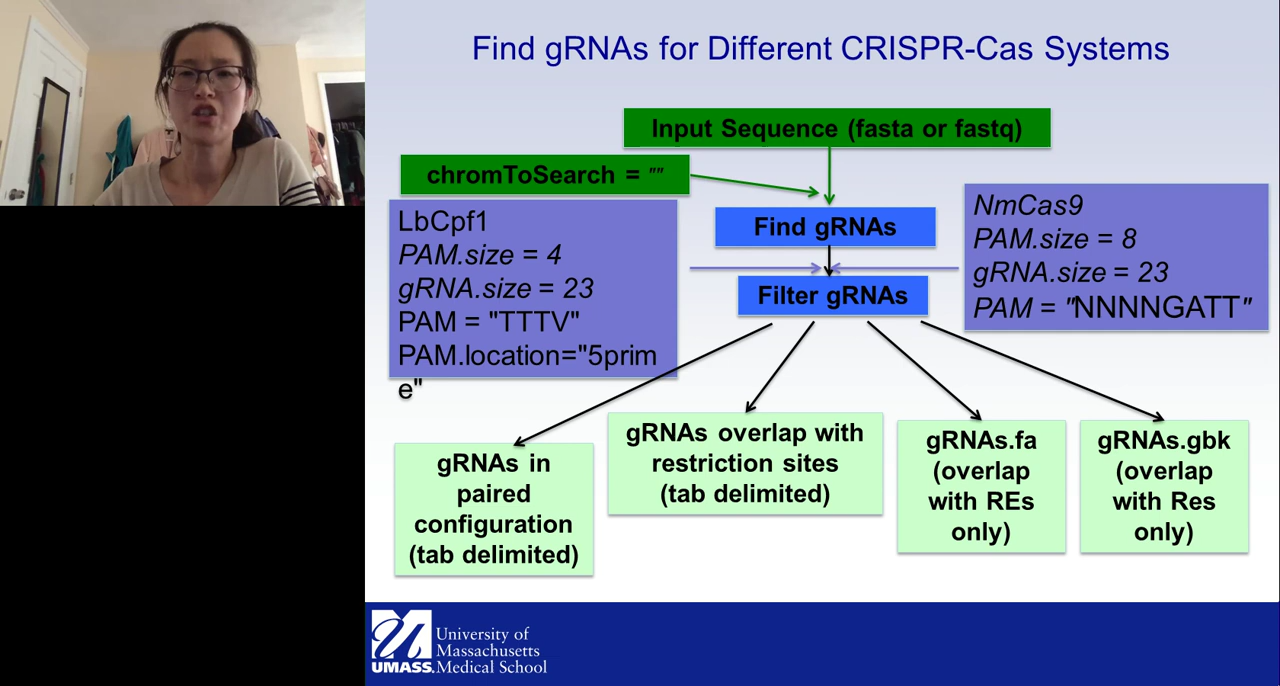 Find gRNAs for Different CRISPR-Cas Systems
Input Sequence (fasta or fastq)
chromToSearch = ""
LbCpf1
PAM.size = 4
gRNA.size = 23
PAM = "TTTV"
PAM.location="5prim
e"
Find gRNAs
Filter gRNAs
NmCas9
PAM.size = 8
gRNA.size = 23
PAM = "NNNNGATT"
gRNAs in
paired
configuration
(tab delimited)
gRNAs overlap with
restriction sites
(tab delimited)
gRNAs.fa
(overlap
with REs
only)
gRNAs.gbk
(overlap
with Res
only)
UMASS.
University of
Massachusetts
Medical School